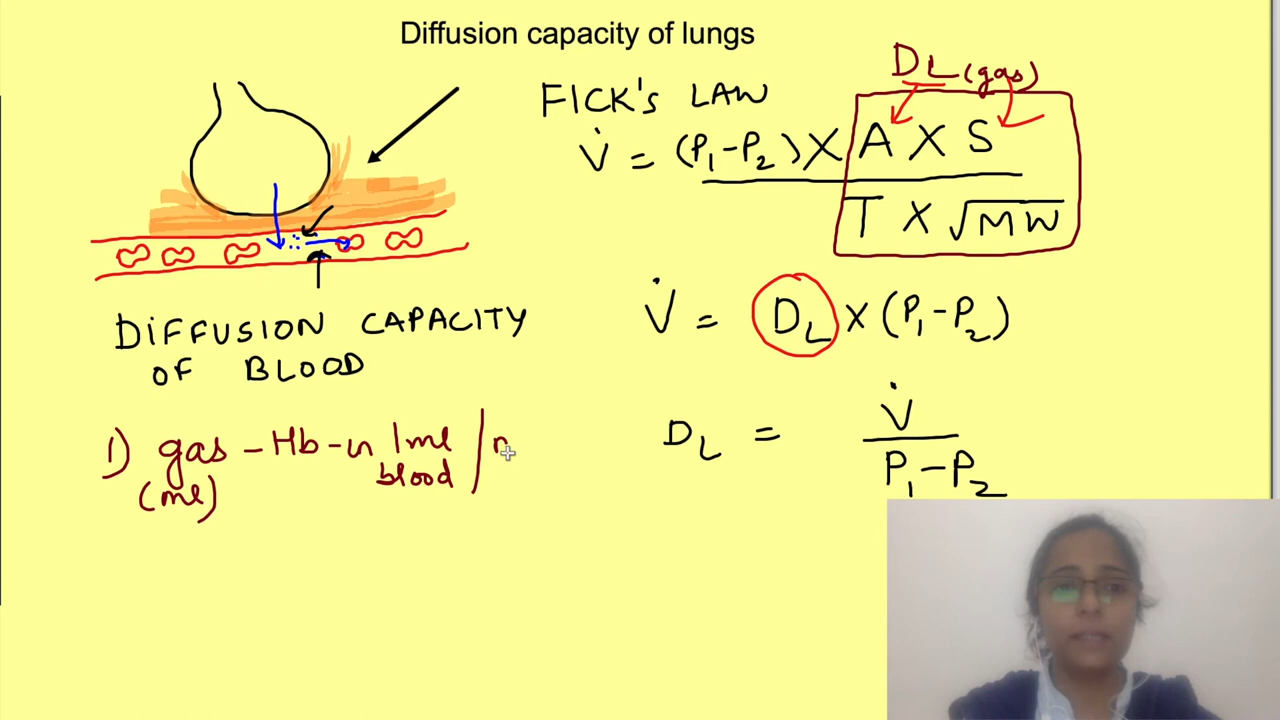 Diffusion capacity of lungs
DL (gas)
FICK'S LAW
V̇ = (P₁-P₂) X A X S
T X √MW
V̇ = DL X (P₁-P₂)
DIFFUSION CAPACITY
OF BLOOD
DL = V̇
P₁-P₂
1) gas - Hb - in 1ml /
(ml) blood